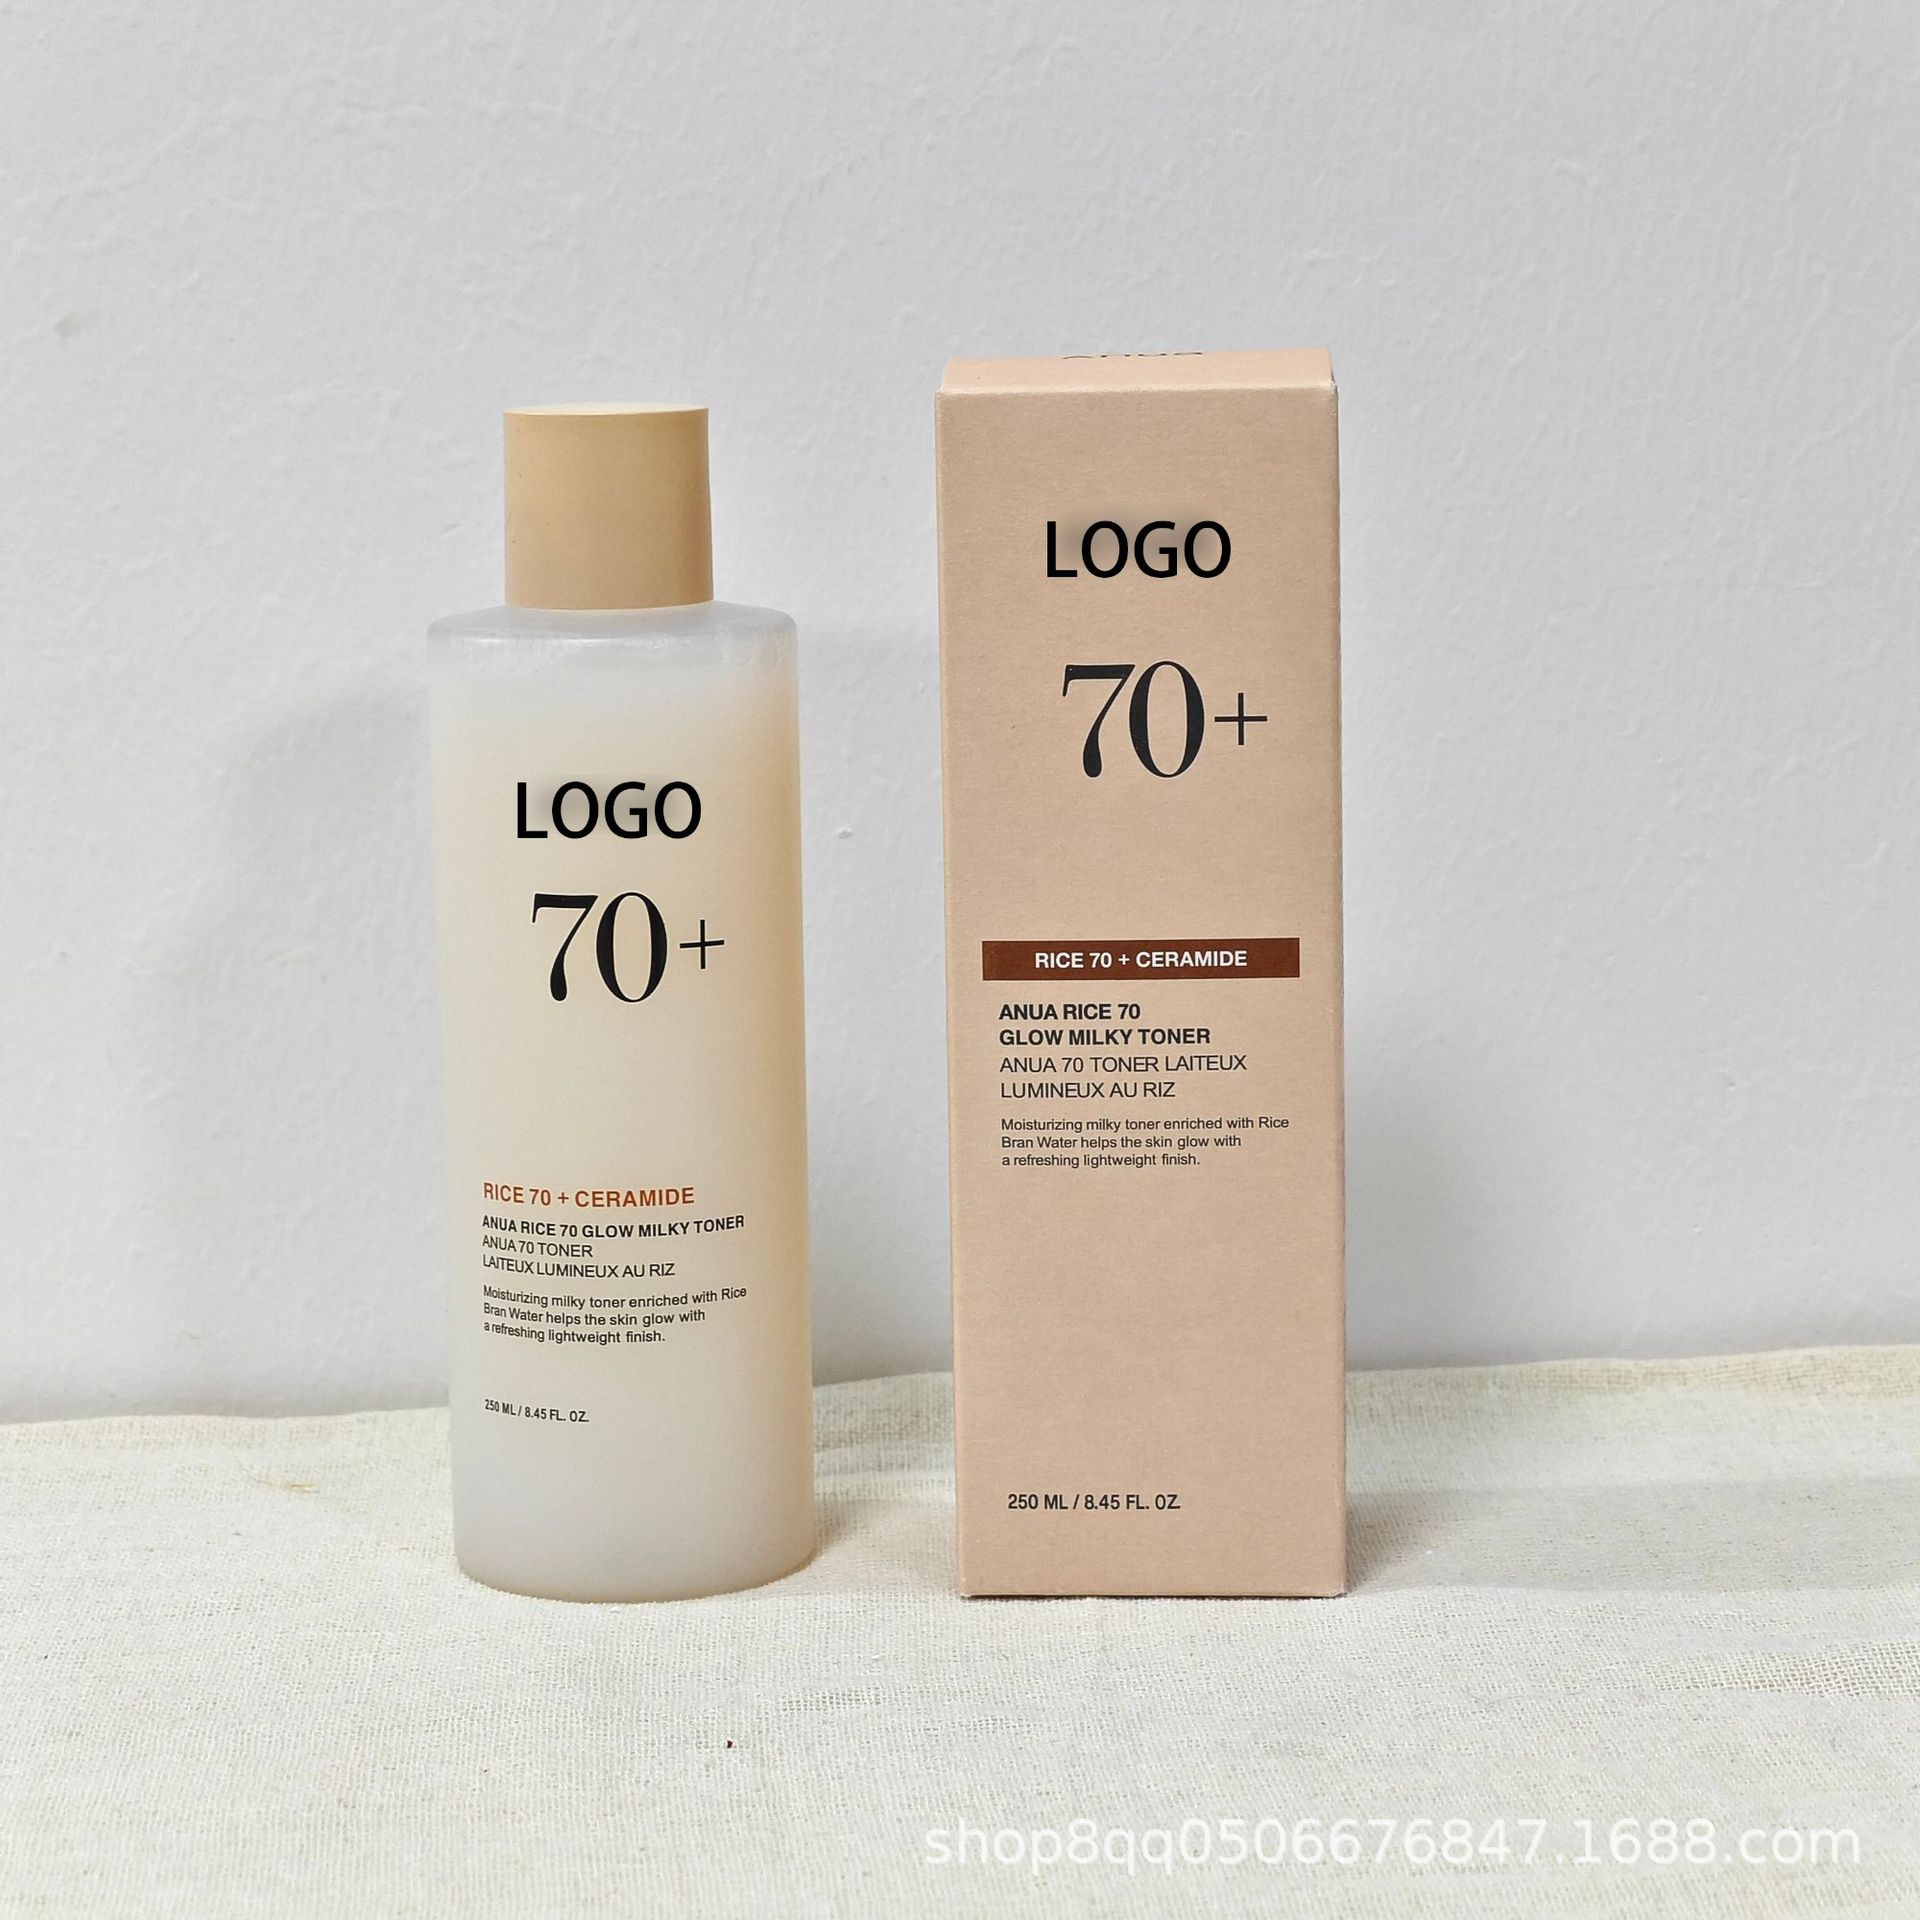 LOGO
70+
RICE 70 + CERAMIDE
ANUA RICE 70 GLOW MILKY TONER
ANUA 70 TONER
LAITEUX LUMINEUX AU RIZ
Moisturizing milky toner enriched with Rice
Bran Water helps the skin glow with
a refreshing lightweight finish.
250 ML / 8.45 FL. OZ.
LOGO
70+
RICE 70 + CERAMIDE
ANUA RICE 70
GLOW MILKY TONER
ANUA 70 TONER LAITEUX
LUMINEUX AU RIZ
Moisturizing milky toner enriched with Rice
Bran Water helps the skin glow with
a refreshing lightweight finish.
250 ML / 8.45 FL. OZ.
shop8qq0506676847.1688.com